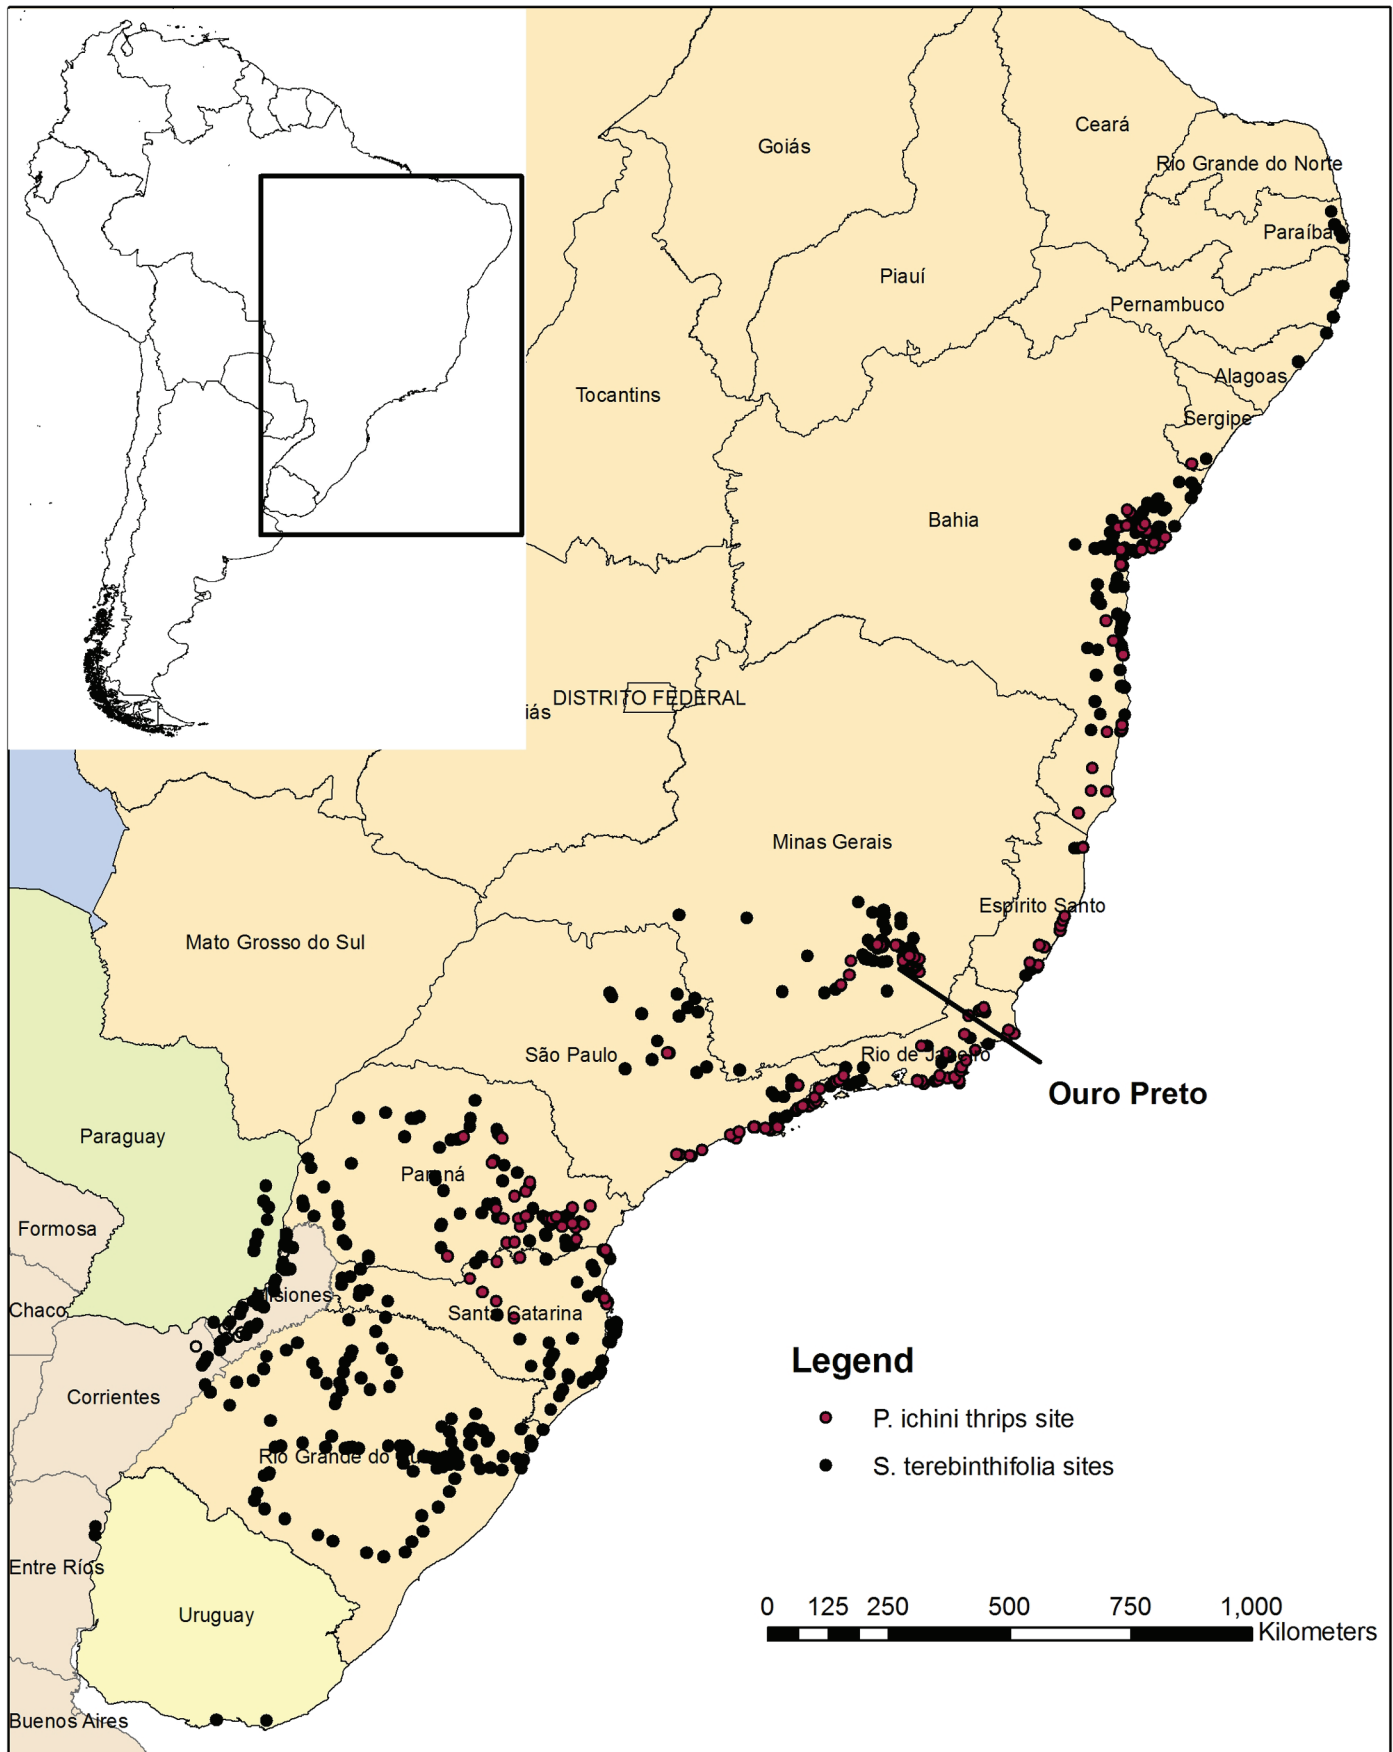 Ceará
Goiás
Rio Grande do Norte
Paraíba
Piauí
Pernambuco
Alagoas
Tocantins
Sergipe
Bahia
DISTRITO FEDERAL
iás
Minas Gerais
Espírito Santo
Mato Grosso do Sul
São Paulo
Rio de Janeiro
Ouro Preto
Paraguay
Paraná
Formosa
Misiones
Chaco
Santa Catarina
Legend
Corrientes
P. ichini thrips site
Rio Grande do Sul
S. terebinthifolia sites
Entre Ríos
Uruguay
0 125 250 500 750 1,000
Kilometers
Buenos Aires